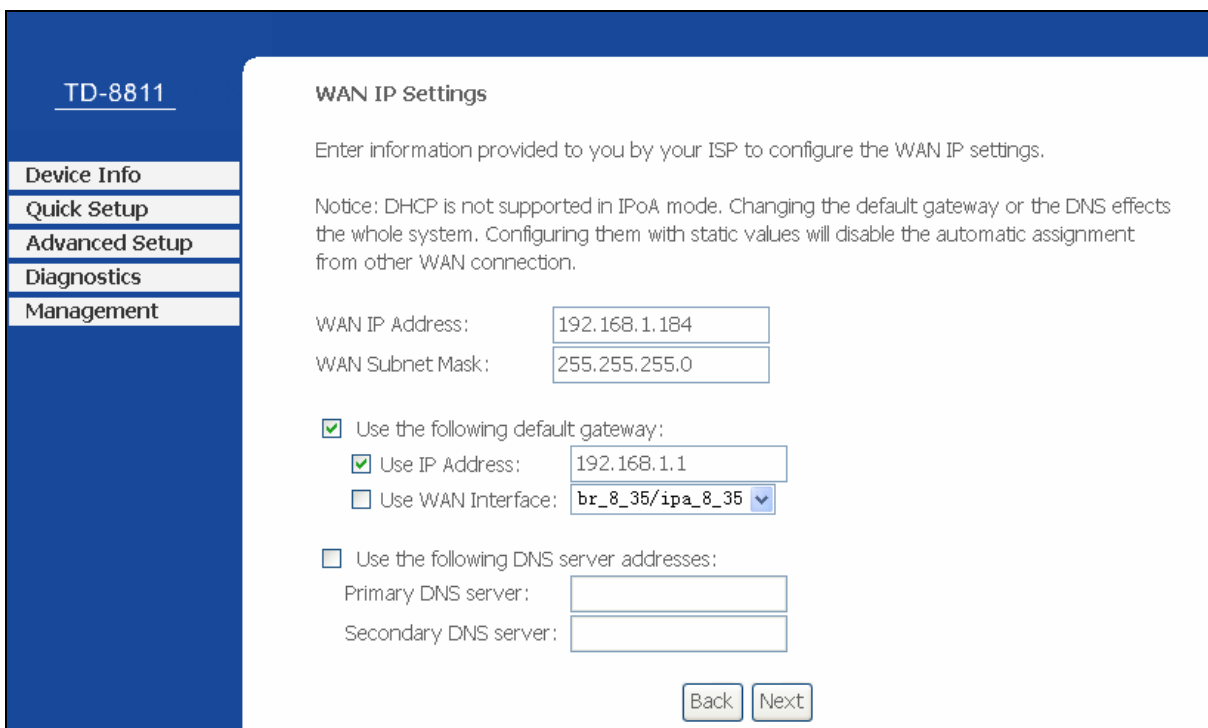 TD-8811
Device Info
Quick Setup
Advanced Setup
Diagnostics
Management
WAN IP Settings
Enter information provided to you by your ISP to configure the WAN IP settings.
Notice: DHCP is not supported in IPoA mode. Changing the default gateway or the DNS effects
the whole system. Configuring them with static values will disable the automatic assignment
from other WAN connection.
WAN IP Address: 192.168.1.184
WAN Subnet Mask: 255.255.255.0
Use the following default gateway:
Use IP Address: 192.168.1.1
Use WAN Interface: br_8_35/ipa_8_35
Use the following DNS server addresses:
Primary DNS server:
Secondary DNS server:
Back Next